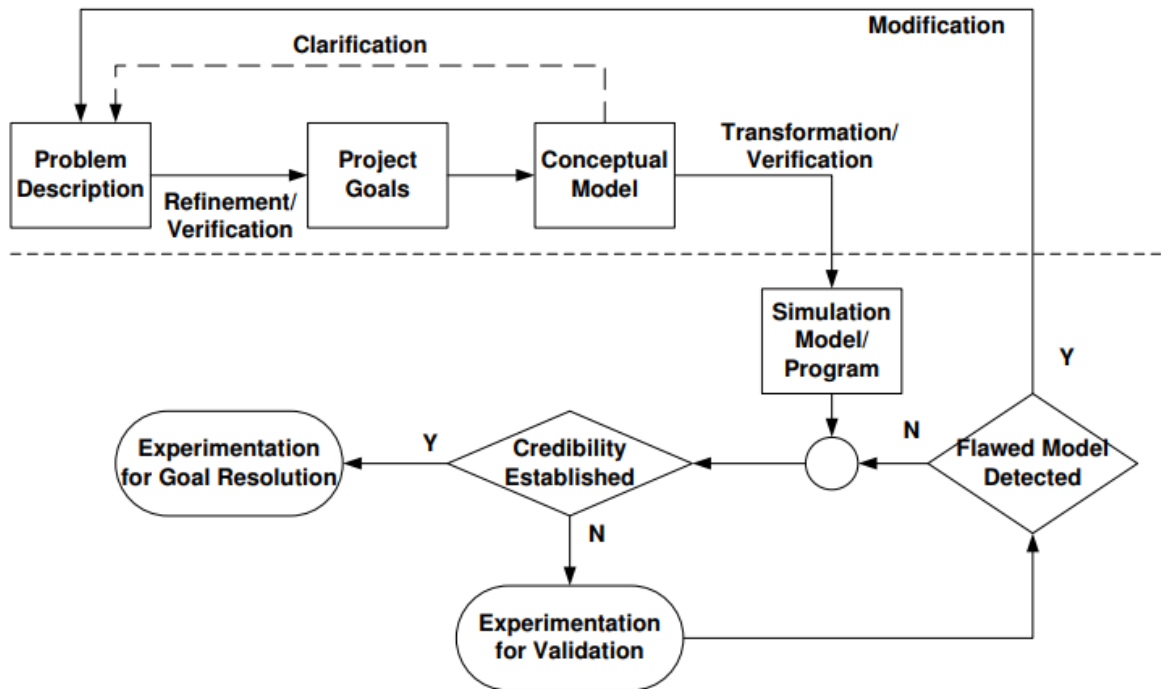 Modification
Clarification
Problem
Description
Refinement/
Verification
Project
Goals
Conceptual
Model
Transformation/
Verification
Simulation
Model/
Program
Y
N
Flawed Model
Detected
Credibility
Established
Y
Experimentation
for Goal Resolution
N
Experimentation
for Validation